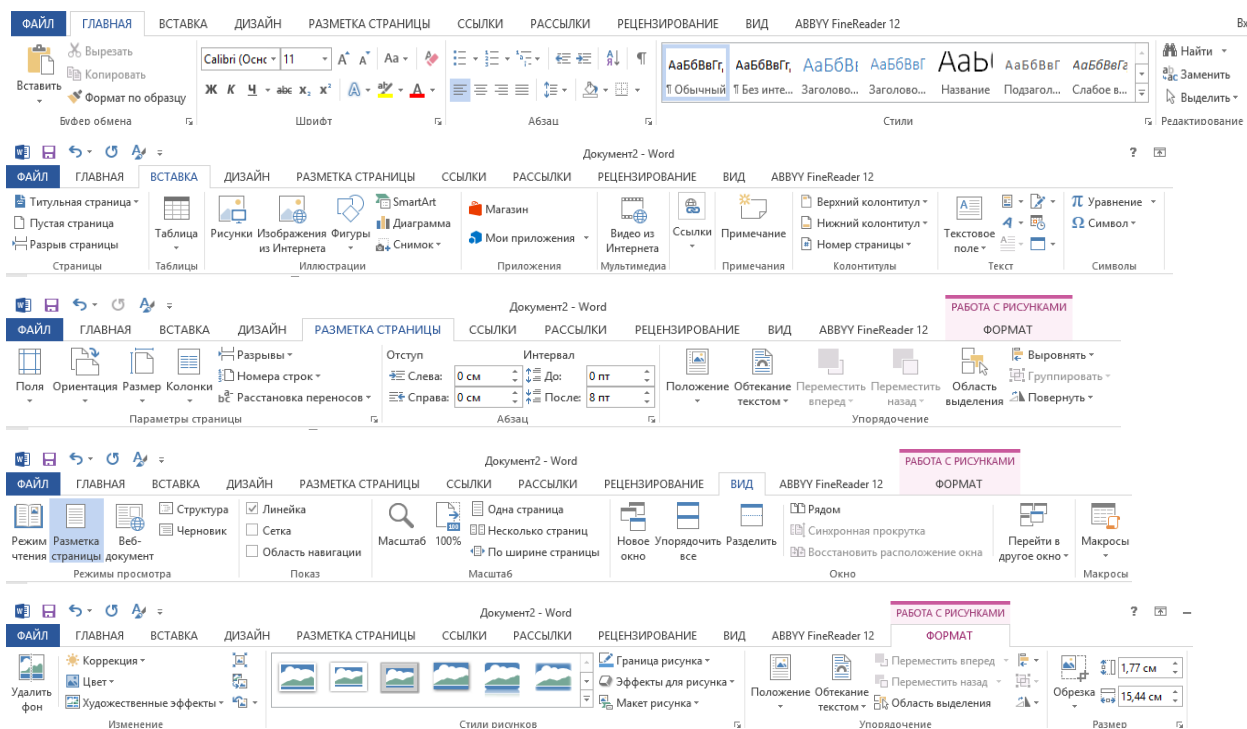 ФАЙЛ ГЛАВНАЯ ВСТАВКА ДИЗАЙН РАЗМЕТКА СТРАНИЦЫ ССЫЛКИ РАССЫЛКИ РЕЦЕНЗИРОВАНИЕ ВИД ABBYY FineReader 12 Вх
Вставить
Вырезать
Копировать
Формат по образцу
Calibri (Оснс 11 Aa
Ж К Ч abc x₂ x² A A
АаБбВвГг, АаБбВвГг, АаБбВı АаБбВвГ АаЫ АаБбВвГ АаБбВвГг
¶ Обычный ¶ Без инте... Заголово... Заголово... Название Подзагол... Слабое в...
Найти
Заменить
Выделить
Буфер обмена Шрифт Абзац Стили Редактирование
Документ2 - Word ?
ФАЙЛ ГЛАВНАЯ ВСТАВКА ДИЗАЙН РАЗМЕТКА СТРАНИЦЫ ССЫЛКИ РАССЫЛКИ РЕЦЕНЗИРОВАНИЕ ВИД ABBYY FineReader 12
Титульная страница
Пустая страница
Разрыв страницы
Таблица
Рисунки
Изображения из Интернета
Фигуры
SmartArt
Диаграмма
Снимок
Магазин
Мои приложения
Видео из Интернета
Ссылки
Примечание
Верхний колонтитул
Нижний колонтитул
Номер страницы
Текстовое поле
π Уравнение
Ω Символ
Страницы Таблицы Иллюстрации Приложения Мультимедиа Примечания Колонтитулы Текст Символы
Документ2 - Word РАБОТА С РИСУНКАМИ
ФАЙЛ ГЛАВНАЯ ВСТАВКА ДИЗАЙН РАЗМЕТКА СТРАНИЦЫ ССЫЛКИ РАССЫЛКИ РЕЦЕНЗИРОВАНИЕ ВИД ABBYY FineReader 12 ФОРМАТ
Поля Ориентация Размер Колонки
Разрывы
Номера строк
Расстановка переносов
Отступ Интервал
Слева: 0 см До: 0 пт
Справа: 0 см После: 8 пт
Положение
Обтекание текстом
Переместить вперед
Переместить назад
Область выделения
Выровнять
Группировать
Повернуть
Параметры страницы Абзац Упорядочение
Документ2 - Word РАБОТА С РИСУНКАМИ
ФАЙЛ ГЛАВНАЯ ВСТАВКА ДИЗАЙН РАЗМЕТКА СТРАНИЦЫ ССЫЛКИ РАССЫЛКИ РЕЦЕНЗИРОВАНИЕ ВИД ABBYY FineReader 12 ФОРМАТ
Режим чтения
Разметка страницы
Веб-документ
Структура
Черновик
Линейка
Сетка
Область навигации
Масштаб
100%
Одна страница
Несколько страниц
По ширине страницы
Новое окно
Упорядочить все
Разделить
Рядом
Синхронная прокрутка
Восстановить расположение окна
Перейти в другое окно
Макросы
Режимы просмотра Показ Масштаб Окно Макросы
Документ2 - Word РАБОТА С РИСУНКАМИ ?
ФАЙЛ ГЛАВНАЯ ВСТАВКА ДИЗАЙН РАЗМЕТКА СТРАНИЦЫ ССЫЛКИ РАССЫЛКИ РЕЦЕНЗИРОВАНИЕ ВИД ABBYY FineReader 12 ФОРМАТ
Удалить фон
Коррекция
Цвет
Художественные эффекты
Граница рисунка
Эффекты для рисунка
Макет рисунка
Положение
Обтекание текстом
Переместить вперед
Переместить назад
Область выделения
Обрезка
1,77 см
15,44 см
Изменение Стили рисунков Упорядочение Размер